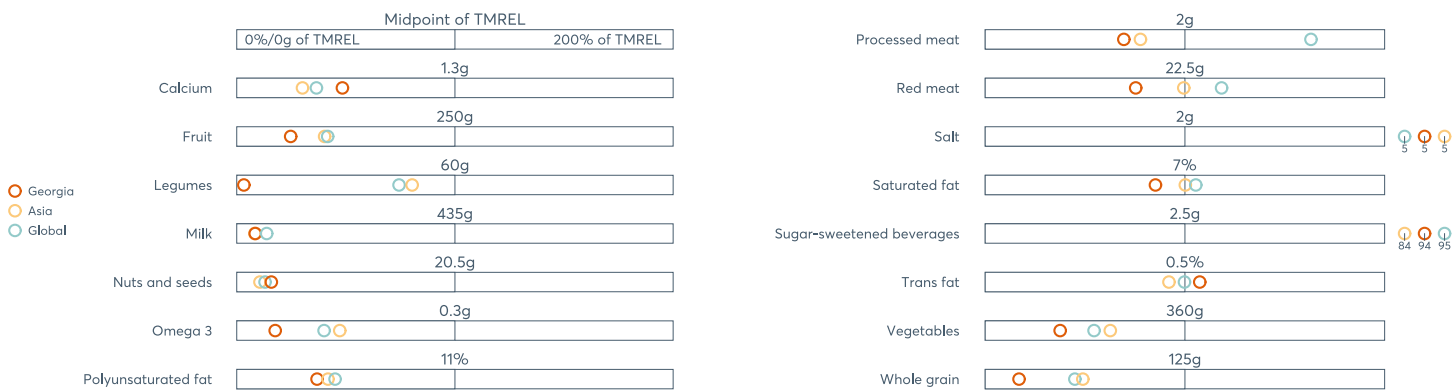 Midpoint of TMREL
0%/0g of TMREL
200% of TMREL
Calcium
1.3g
Fruit
250g
Legumes
60g
Milk
435g
Nuts and seeds
20.5g
Omega 3
0.3g
Polyunsaturated fat
11%
Georgia
Asia
Global
Processed meat
2g
Red meat
22.5g
Salt
2g
5 5 5
Saturated fat
7%
Sugar-sweetened beverages
2.5g
84 94 95
Trans fat
0.5%
Vegetables
360g
Whole grain
125g